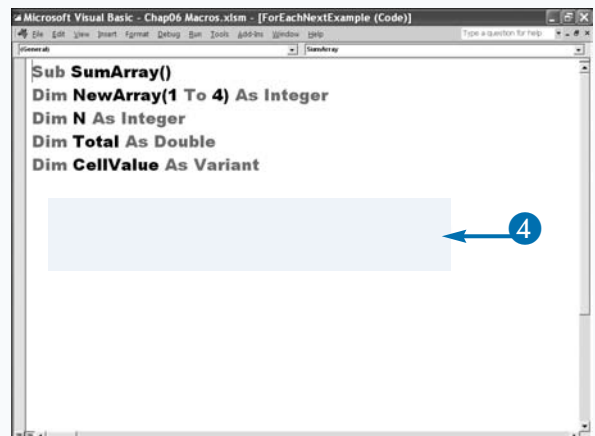 Microsoft Visual Basic - Chap06 Macros.xlsm - [ForEachNextExample (Code)]
File Edit View Insert Format Debug Run Tools Add-Ins Window Help Type a question for help
(General) SumArray
Sub SumArray()
Dim NewArray(1 To 4) As Integer
Dim N As Integer
Dim Total As Double
Dim CellValue As Variant
4